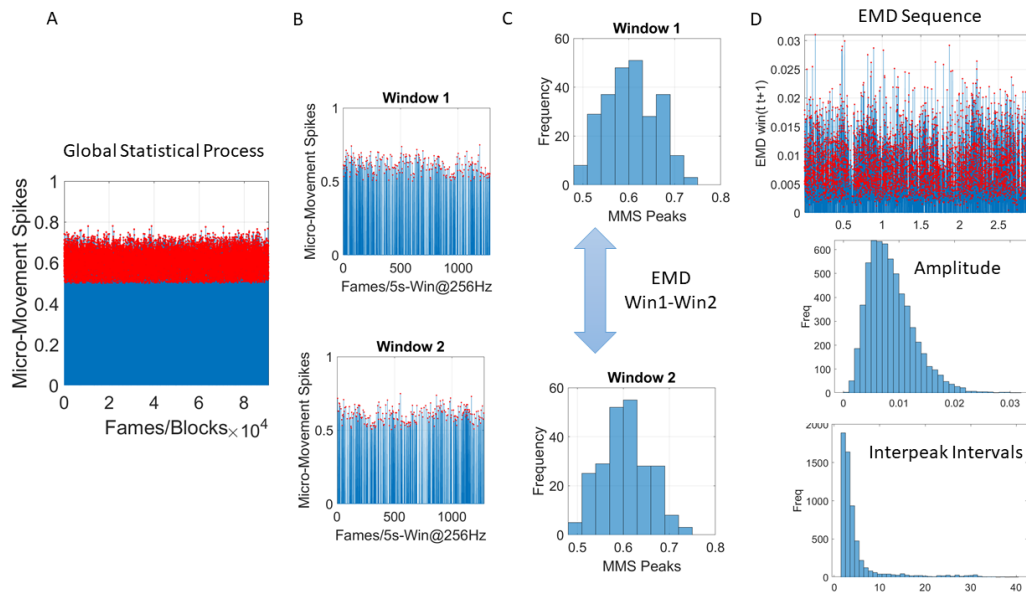 A
Global Statistical Process
Micro-Movement Spikes
1
0.8
0.6
0.4
0.2
0
0 2 4 6 8
Fames/Blocks ×10⁴
B
Window 1
Micro-Movement Spikes
1
0.5
0
0 500 1000
Fames/5s-Win@256Hz
Window 2
Micro-Movement Spikes
1
0.5
0
0 500 1000
Fames/5s-Win@256Hz
C
Window 1
Frequency
60
40
20
0
0.5 0.6 0.7 0.8
MMS Peaks
EMD
Win1-Win2
Window 2
Frequency
60
40
20
0
0.5 0.6 0.7 0.8
MMS Peaks
D
EMD Sequence
EMD win(t t+1)
0.03
0.025
0.02
0.015
0.01
0.005
0
0.5 1 1.5 2 2.5
Amplitude
Freq
600
500
400
300
200
100
0
0 0.01 0.02 0.03
Interpeak Intervals
Freq
2000
1500
1000
500
0
0 10 20 30 40